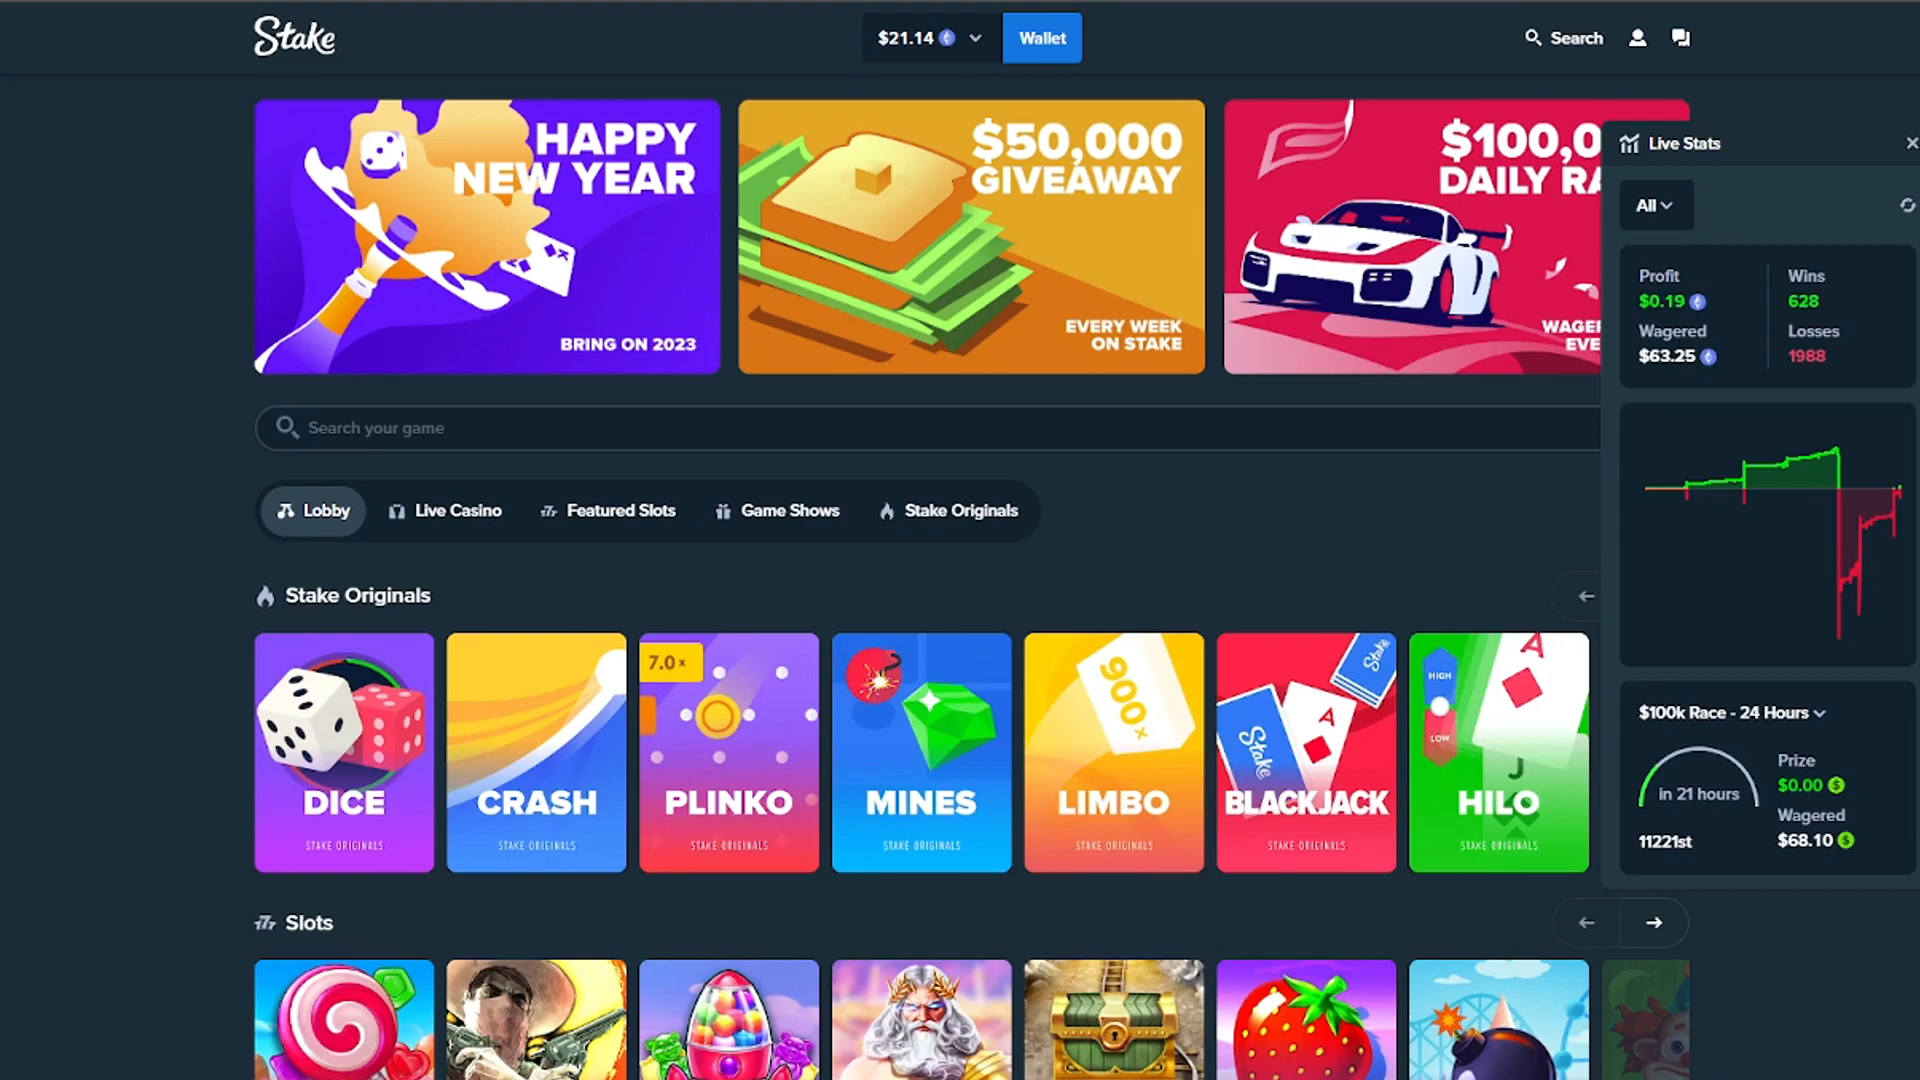 Stake
$21.14
Wallet
Search
HAPPY
NEW YEAR
BRING ON 2023
$50,000
GIVEAWAY
EVERY WEEK
ON STAKE
$100,0
DAILY RA
WAGER
EVE
Live Stats
All
Profit
$0.19
Wagered
$63.25
Wins
628
Losses
1988
Search your game
Lobby
Live Casino
Featured Slots
Game Shows
Stake Originals
Stake Originals
DICE
STAKE ORIGINALS
CRASH
STAKE ORIGINALS
7.0×
PLINKO
STAKE ORIGINALS
MINES
STAKE ORIGINALS
900×
LIMBO
STAKE ORIGINALS
Stake
Stake
A
BLACKJACK
STAKE ORIGINALS
HIGH
LOW
A
J
HILO
STAKE ORIGINALS
$100k Race - 24 Hours
in 21 hours
11221st
Prize
$0.00
Wagered
$68.10
Slots